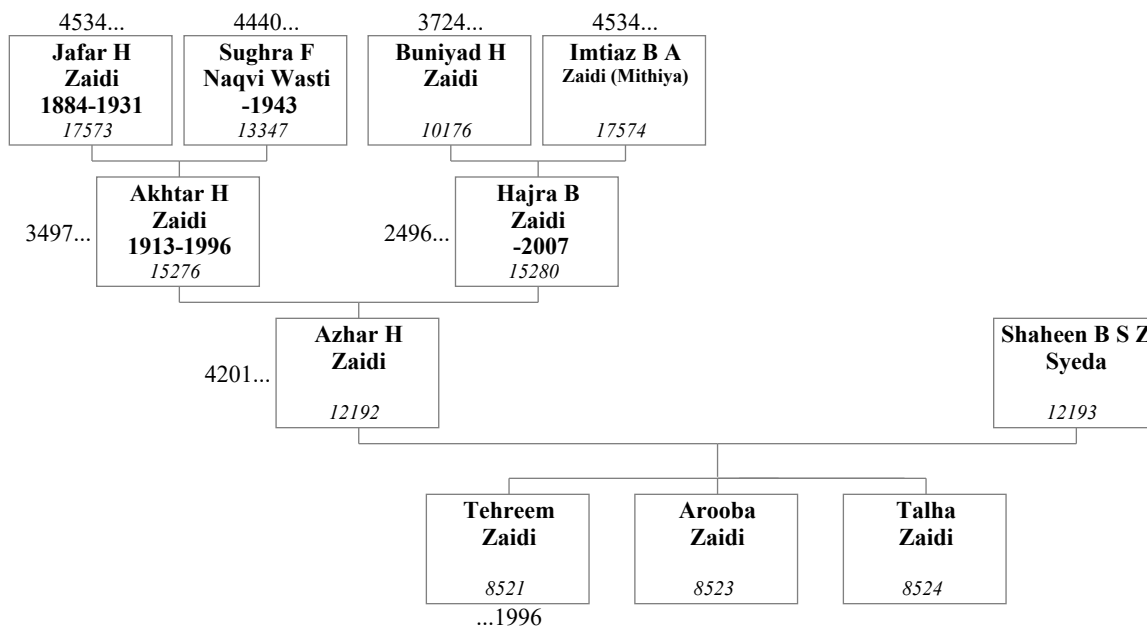 4534...
4440...
3724...
4534...
Jafar H
Zaidi
1884-1931
17573
Sughra F
Naqvi Wasti
-1943
13347
Buniyad H
Zaidi
10176
Imtiaz B A
Zaidi (Mithiya)
17574
3497...
Akhtar H
Zaidi
1913-1996
15276
2496...
Hajra B
Zaidi
-2007
15280
4201...
Azhar H
Zaidi
12192
Shaheen B S Z
Syeda
12193
Tehreem
Zaidi
8521
...1996
Arooba
Zaidi
8523
Talha
Zaidi
8524